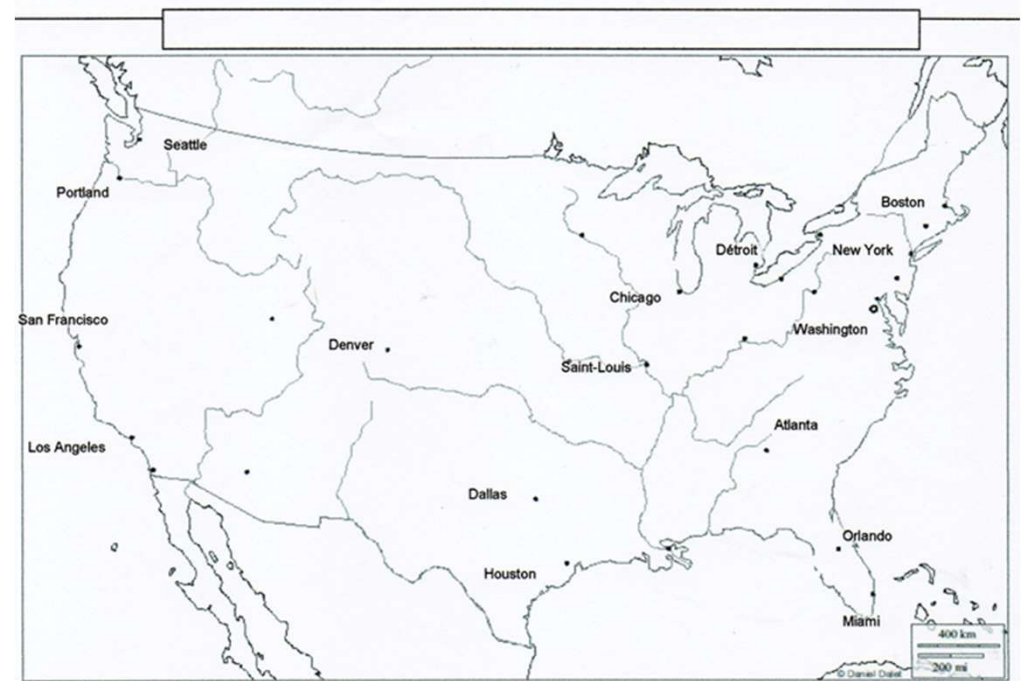 Seattle
Portland
Boston
Détroit
New York
Chicago
San Francisco
Washington
Denver
Saint-Louis
Atlanta
Los Angeles
Dallas
Orlando
Houston
Miami
400 km
200 mi
© Daniel Dalet